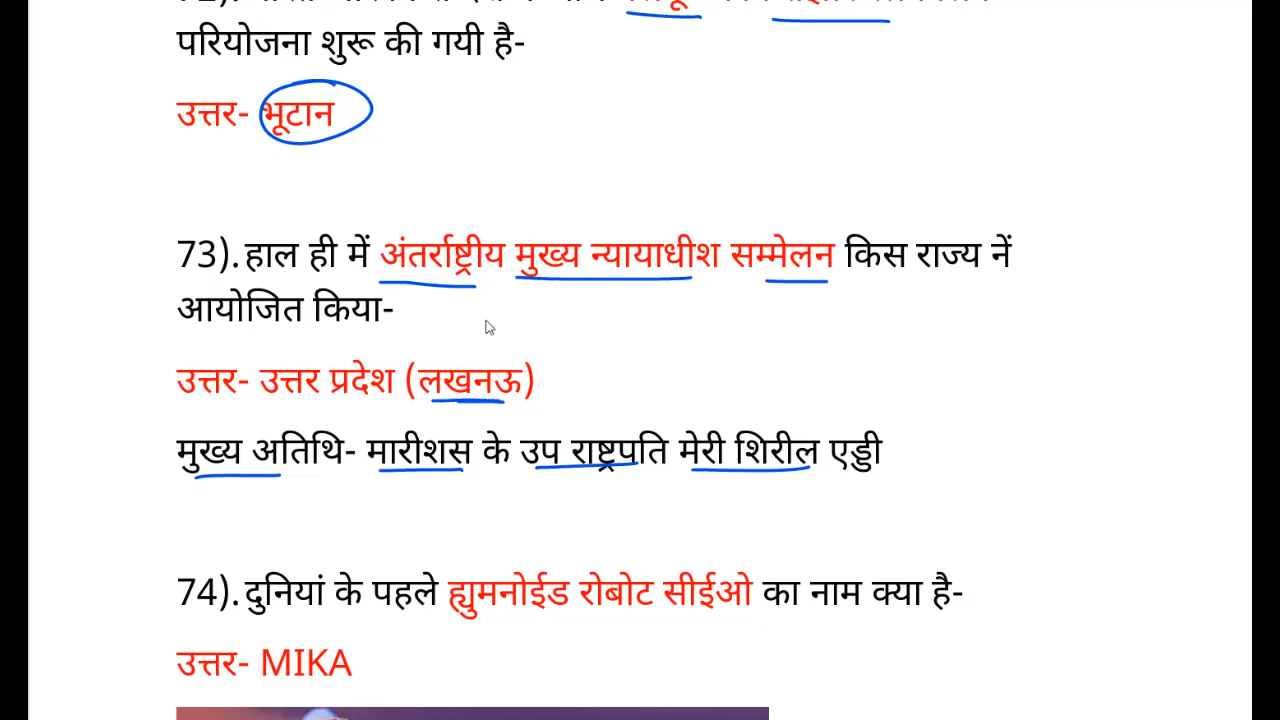 परियोजना शुरू की गयी है-
उत्तर- भूटान
73). हाल ही में अंतर्राष्ट्रीय मुख्य न्यायाधीश सम्मेलन किस राज्य नें
आयोजित किया-
उत्तर- उत्तर प्रदेश (लखनऊ)
मुख्य अतिथि- मारीशस के उप राष्ट्रपति मेरी शिरील एड्डी
74). दुनियां के पहले ह्युमनोईड रोबोट सीईओ का नाम क्या है-
उत्तर- MIKA